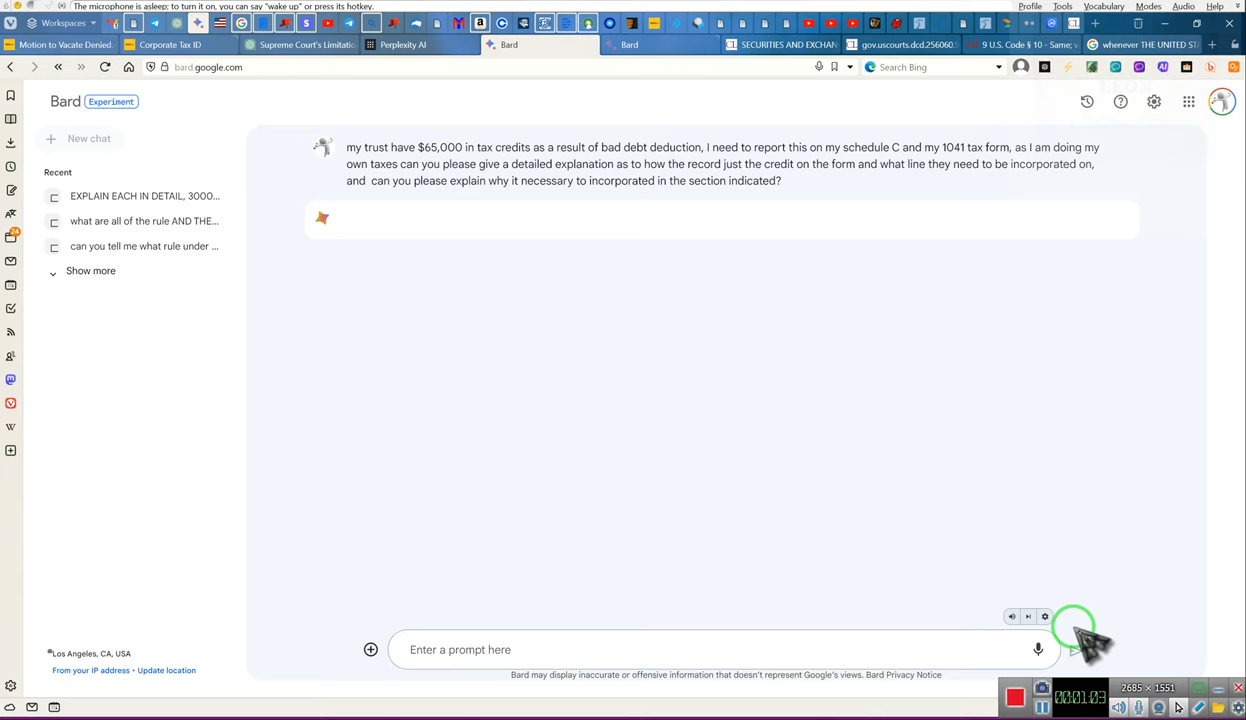 The microphone is asleep; to turn it on, you can say "wake up" or press its hotkey.
Profile Tools Vocabulary Modes Audio Help
Workspaces
Motion to Vacate Denied.
Corporate Tax ID
Supreme Court's Limitatio
Perplexity AI
Bard
Bard
SECURITIES AND EXCHAN
gov.uscourts.dcd.256060.
9 U.S. Code § 10 - Same; v
whenever THE UNITED ST
bard.google.com
Search Bing
Bard Experiment
New chat
Recent
EXPLAIN EACH IN DETAIL, 3000...
what are all of the rule AND THE...
can you tell me what rule under ...
Show more
my trust have $65,000 in tax credits as a result of bad debt deduction, I need to report this on my schedule C and my 1041 tax form, as I am doing my
own taxes can you please give a detailed explanation as to how the record just the credit on the form and what line they need to be incorporated on,
and can you please explain why it necessary to incorporated in the section indicated?
24
Enter a prompt here
Bard may display inaccurate or offensive information that doesn't represent Google's views. Bard Privacy Notice
Los Angeles, CA, USA
From your IP address • Update location
2685 × 1551
00:01:03